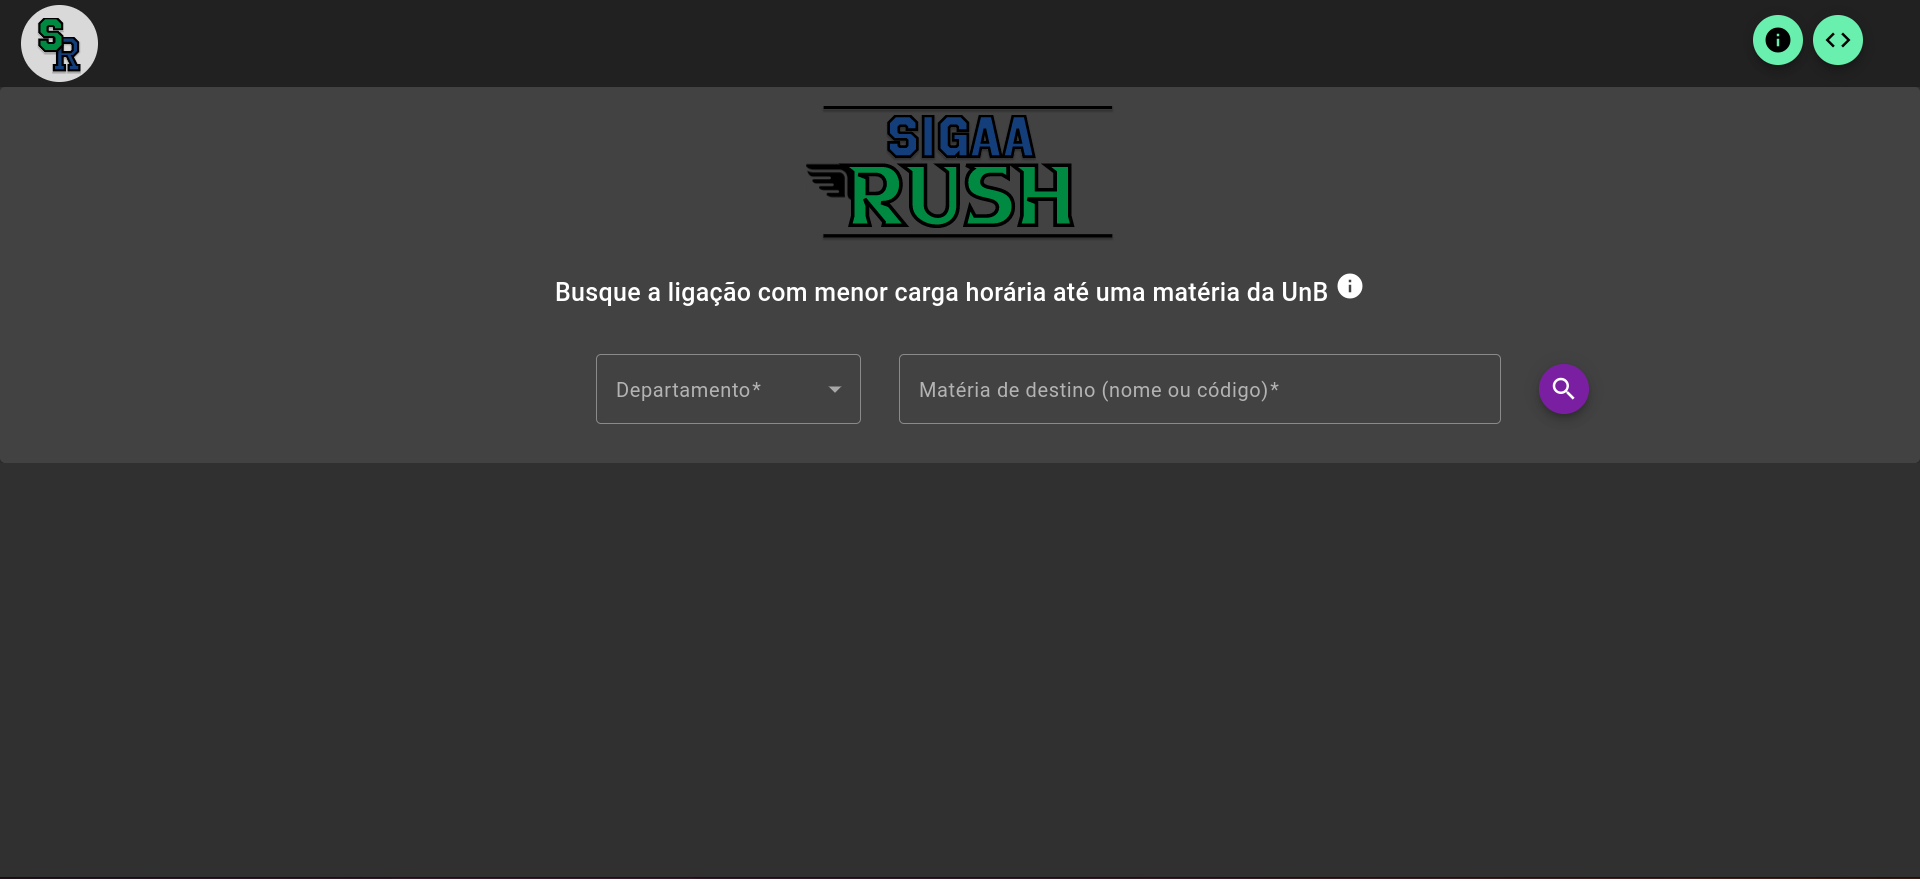 SR
SIGAA
RUSH
Busque a ligação com menor carga horária até uma matéria da UnB
Departamento*
Matéria de destino (nome ou código)*